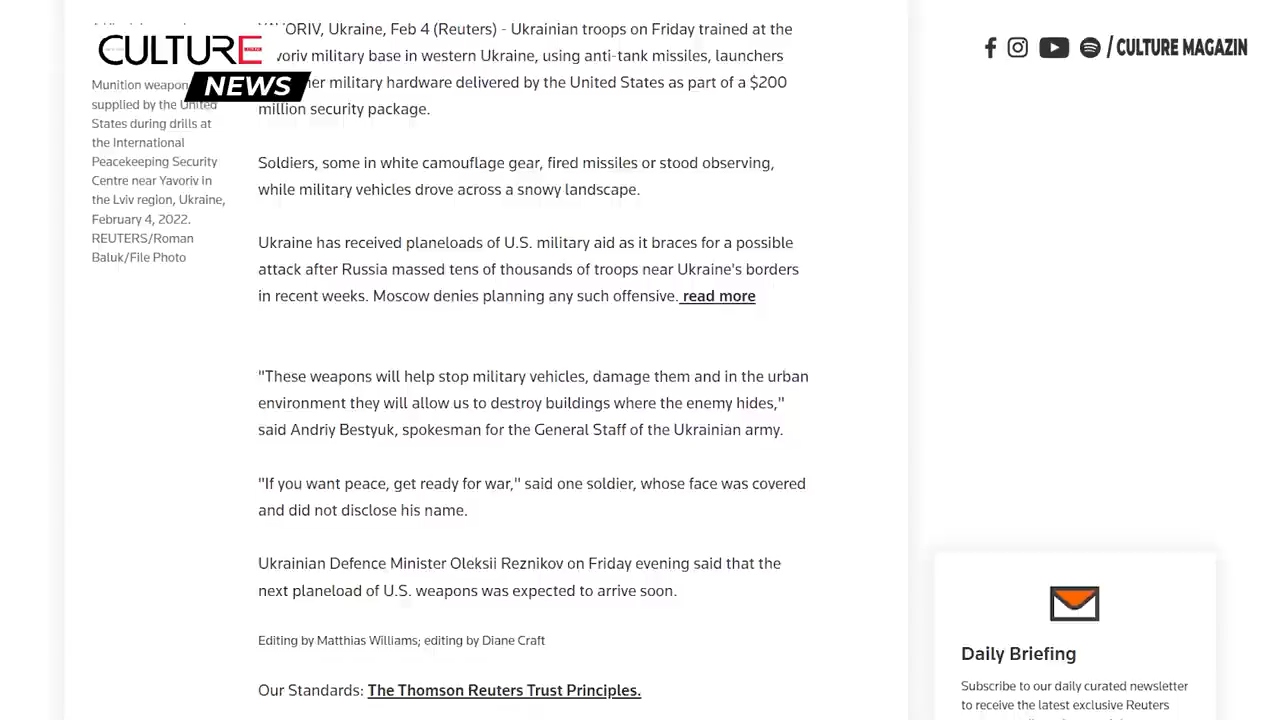 CULTURE
NEWS
/ CULTURE MAGAZIN
Munition weapon
supplied by the United
States during drills at
the International
Peacekeeping Security
Centre near Yavoriv in
the Lviv region, Ukraine,
February 4, 2022.
REUTERS/Roman
Baluk/File Photo
ORIV, Ukraine, Feb 4 (Reuters) - Ukrainian troops on Friday trained at the
voriv military base in western Ukraine, using anti-tank missiles, launchers
her military hardware delivered by the United States as part of a $200
million security package.
Soldiers, some in white camouflage gear, fired missiles or stood observing,
while military vehicles drove across a snowy landscape.
Ukraine has received planeloads of U.S. military aid as it braces for a possible
attack after Russia massed tens of thousands of troops near Ukraine's borders
in recent weeks. Moscow denies planning any such offensive. read more
"These weapons will help stop military vehicles, damage them and in the urban
environment they will allow us to destroy buildings where the enemy hides,"
said Andriy Bestyuk, spokesman for the General Staff of the Ukrainian army.
"If you want peace, get ready for war," said one soldier, whose face was covered
and did not disclose his name.
Ukrainian Defence Minister Oleksii Reznikov on Friday evening said that the
next planeload of U.S. weapons was expected to arrive soon.
Editing by Matthias Williams; editing by Diane Craft
Our Standards: The Thomson Reuters Trust Principles.
Daily Briefing
Subscribe to our daily curated newsletter
to receive the latest exclusive Reuters